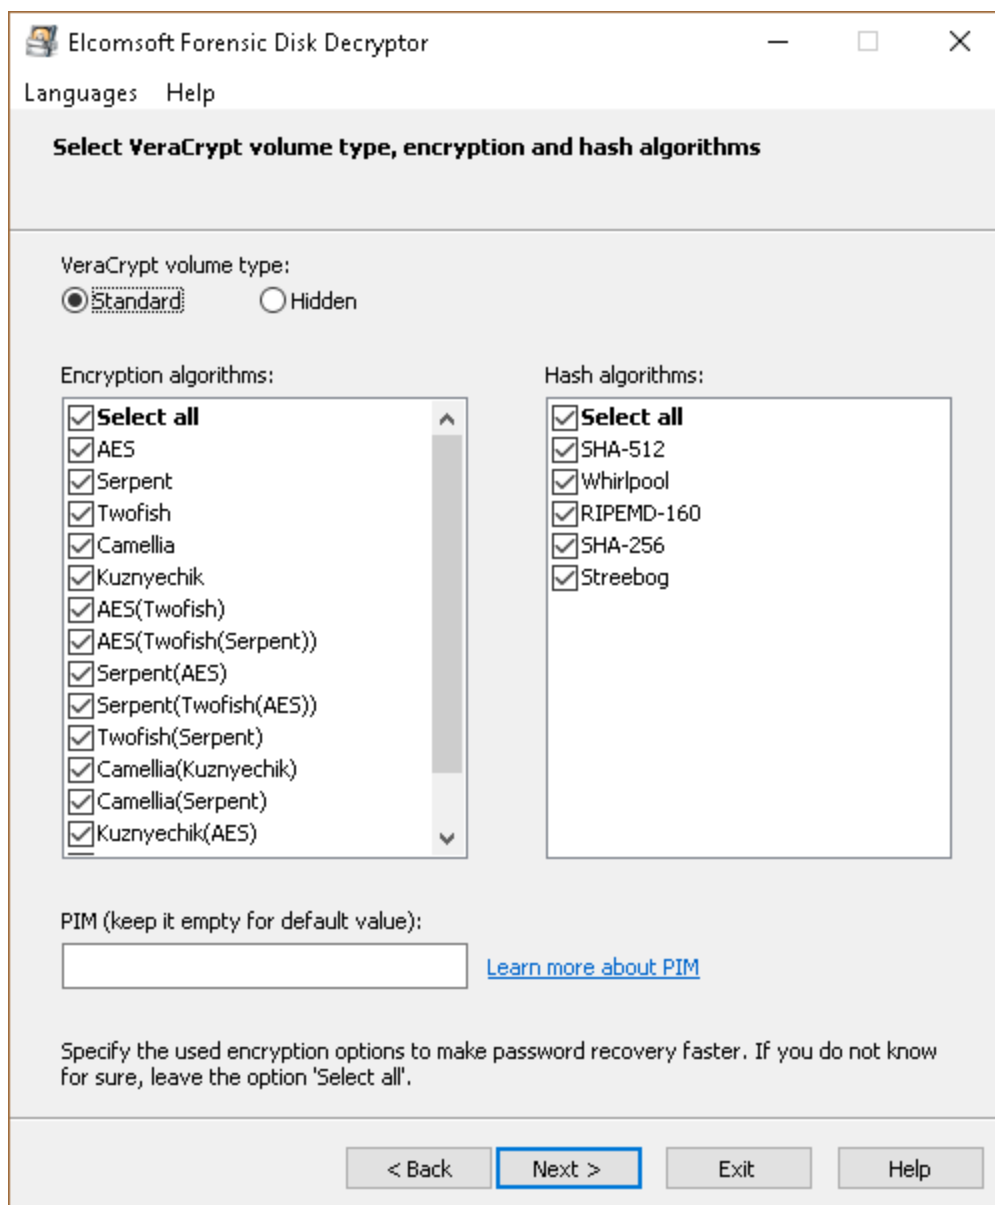 Elcomsoft Forensic Disk Decryptor
Languages Help
Select VeraCrypt volume type, encryption and hash algorithms
VeraCrypt volume type:
Standard Hidden
Encryption algorithms:
Select all
AES
Serpent
Twofish
Camellia
Kuznyechik
AES(Twofish)
AES(Twofish(Serpent))
Serpent(AES)
Serpent(Twofish(AES))
Twofish(Serpent)
Camellia(Kuznyechik)
Camellia(Serpent)
Kuznyechik(AES)
Hash algorithms:
Select all
SHA-512
Whirlpool
RIPEMD-160
SHA-256
Streebog
PIM (keep it empty for default value):
Learn more about PIM
Specify the used encryption options to make password recovery faster. If you do not know
for sure, leave the option 'Select all'.
< Back Next > Exit Help